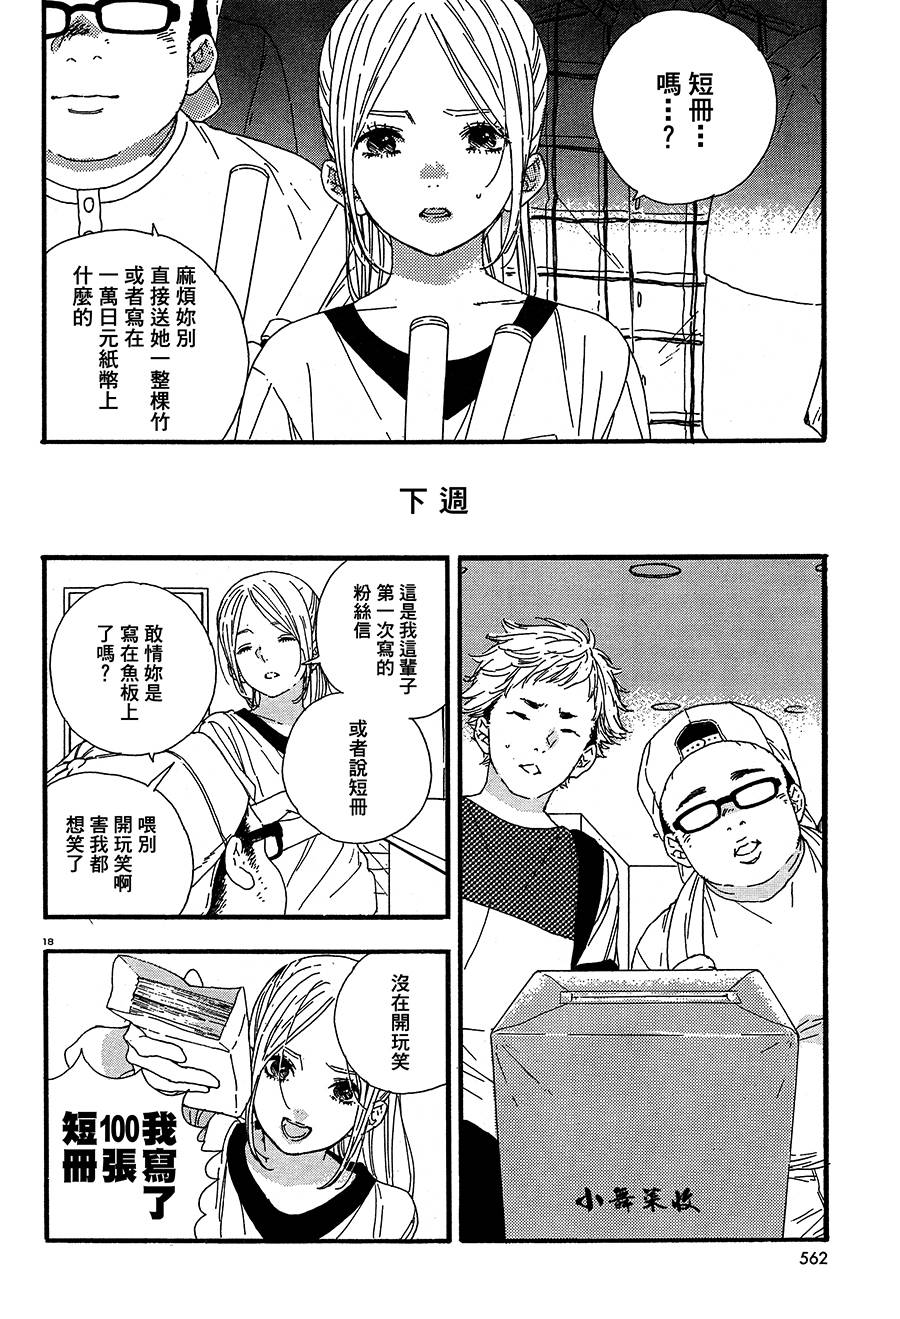 短冊…
嗎…？
麻煩妳別
直接送她一整棵竹
或者寫在
一萬日元紙幣上
什麼的
下週
小舞桒收
這是我這輩子
第一次寫的
粉絲信
或者說短冊
敢情妳是
寫在魚板上
了嗎？
喂別
開玩笑啊
害我都
想笑了
18
沒在開玩笑
我寫了
100張
短冊
562